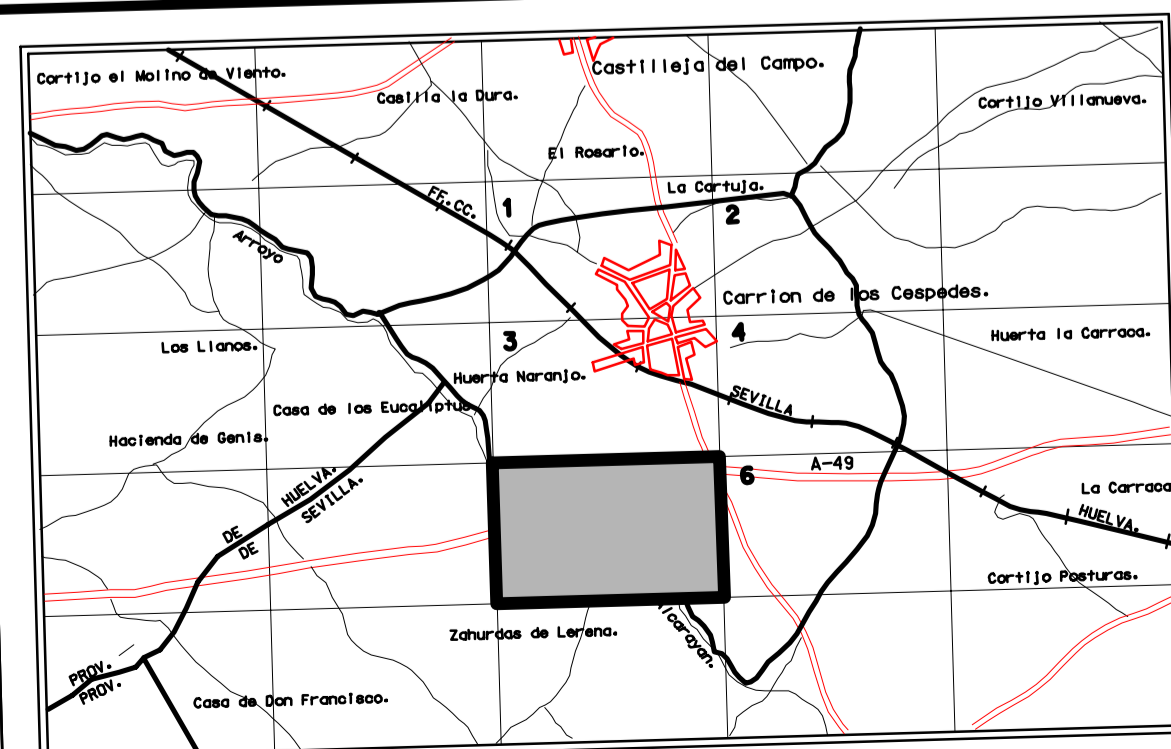 Castilleja del Campo.
Cortijo el Molino de Viento.
Casilla la Dura.
Cortijo Villanueva.
El Rosario.
La Cartuja.
FF.CC.
1
2
Arroyo
Carrion de los Cespedes.
Los Llanos.
3
4
Huerta la Carraca.
Huerta Naranjo.
Casa de los Eucaliptus
SEVILLA
Hacienda de Genis.
A-49
6
HUELVA.
SEVILLA.
La Carraca
HUELVA.
DE
DE
Cortijo Posturas.
Zahurdas de Lerena.
lcarayan.
PROV.
PROV.
Casa de Don Francisco.